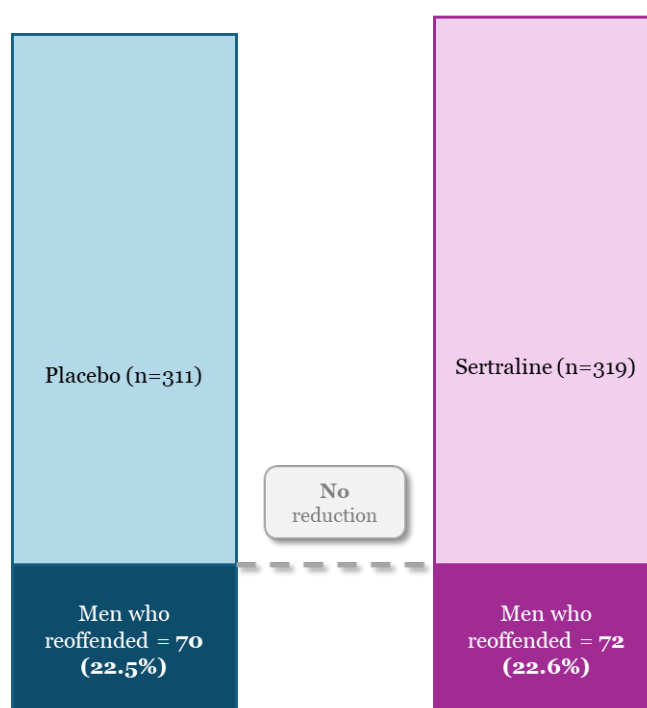 Placebo (n=311)
Sertraline (n=319)
No
reduction
Men who
reoffended = 70
(22.5%)
Men who
reoffended = 72
(22.6%)